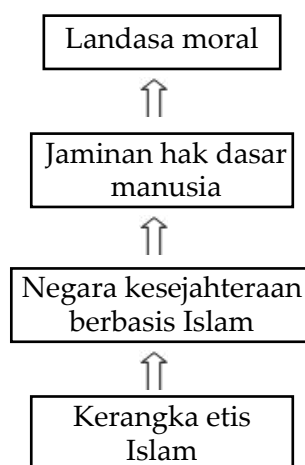 Landasa moral
Jaminan hak dasar
manusia
Negara kesejahteraan
berbasis Islam
Kerangka etis
Islam